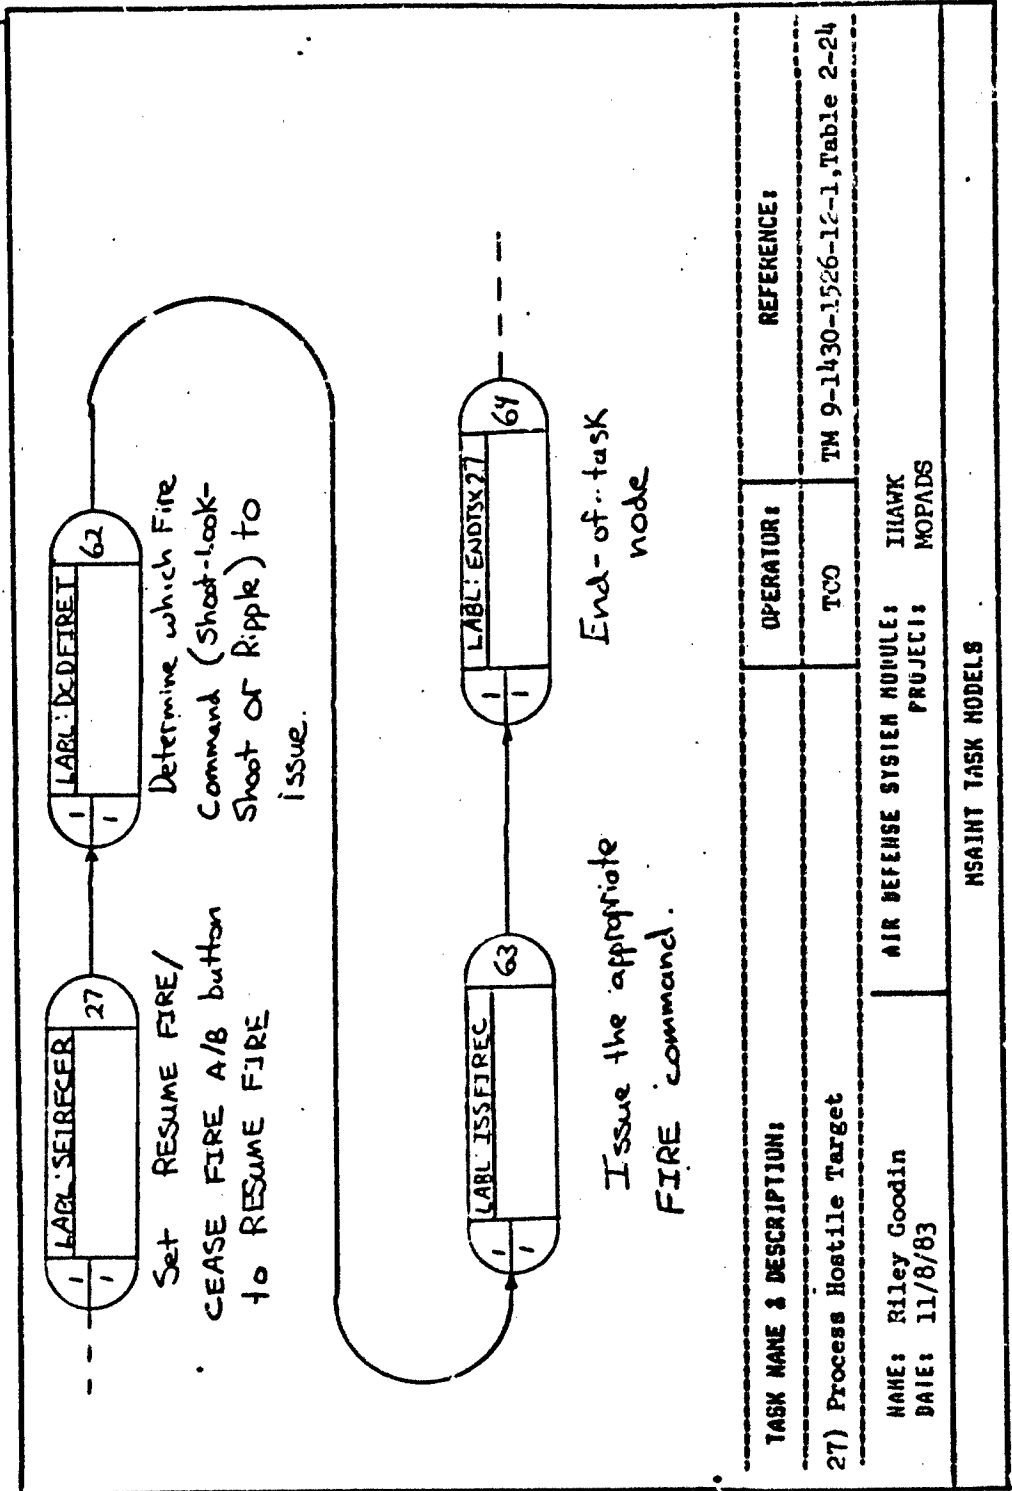 LABL:SETRFCFR
1
1
27
Set RESUME FIRE/
CEASE FIRE A/B button
to RESUME FIRE
LABL:DCDFIRET
1
1
62
Determine which Fire
Command (Shoot-Look-
Shoot or Ripple) to
issue.
LABL:ISSFIREC
1
1
63
Issue the appropriate
FIRE command.
LABL:ENDTSK27
1
1
64
End-of-task
node
TASK NAME & DESCRIPTION: OPERATOR: REFERENCE:
27) Process Hostile Target TCO TM 9-1430-1526-12-1,Table 2-24
NAME: Riley Goodin AIR DEFENSE SYSTEM MODULE: IHAWK
DATE: 11/8/83 PROJECT: MOPADS
MSAINT TASK MODELS